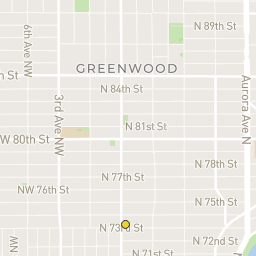 N 89th St
6th Ave NW
GREENWOOD
h St
N 84th St
Aurora Ave N
3rd Ave NW
N 81st St
W 80th St
N 78th St
N 77th St
NW 76th St
N 75th St
N 73rd St
N 72nd St
N 71st St